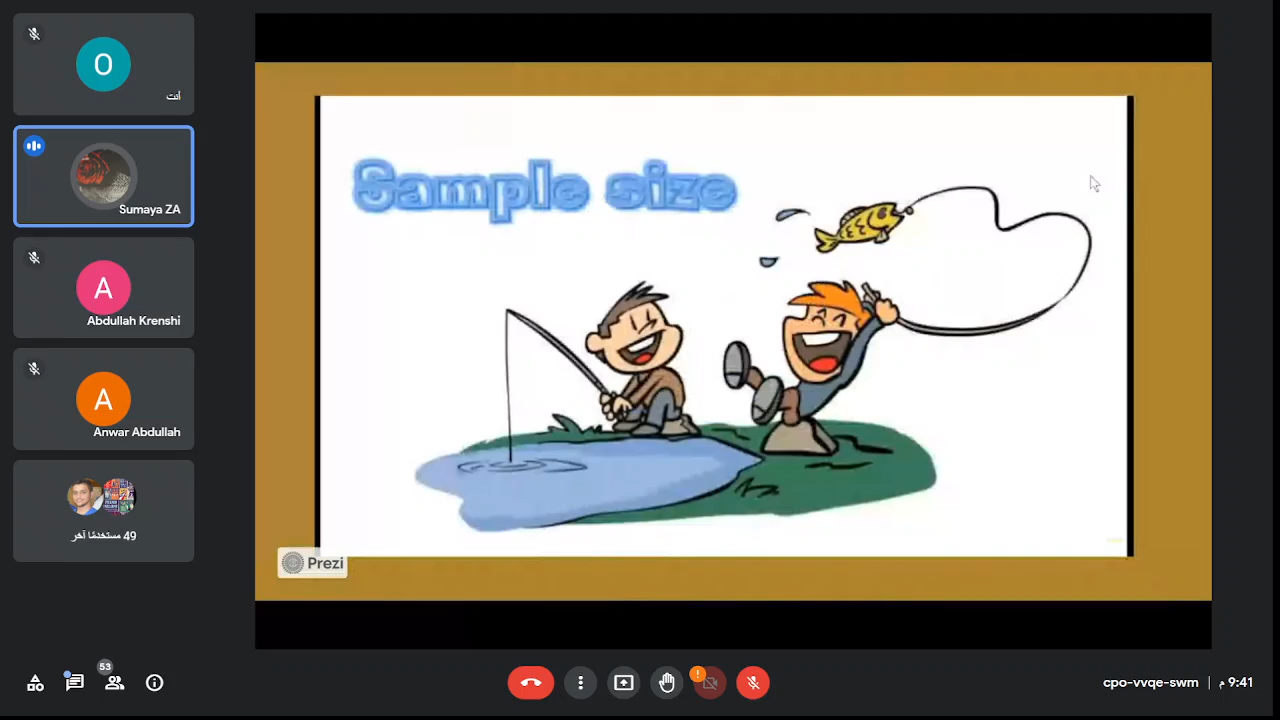 O
أنت
Sumaya ZA
A
Abdullah Krenshi
A
Anwar Abdullah
49 مستخدمًا آخر
Sample size
Prezi
53
!
cpo-vvqe-swm | 9:41 م